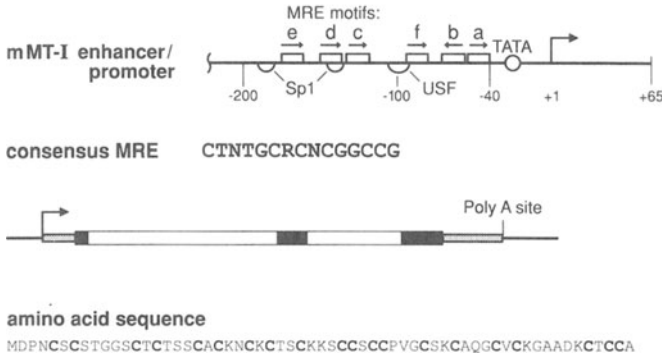 MRE motifs:
mMT-I enhancer/
promoter
e d c f b a TATA
Sp1 USF
-200 -100 -40 +1 +65
consensus MRE CTNTGCRCNCGGCCG
Poly A site
amino acid sequence
MDPNCSCSTGGSCTCTSSCACKNCKCTSCKKSCCSCCPVGCSKCAQGCVCKGAADKCTCCA